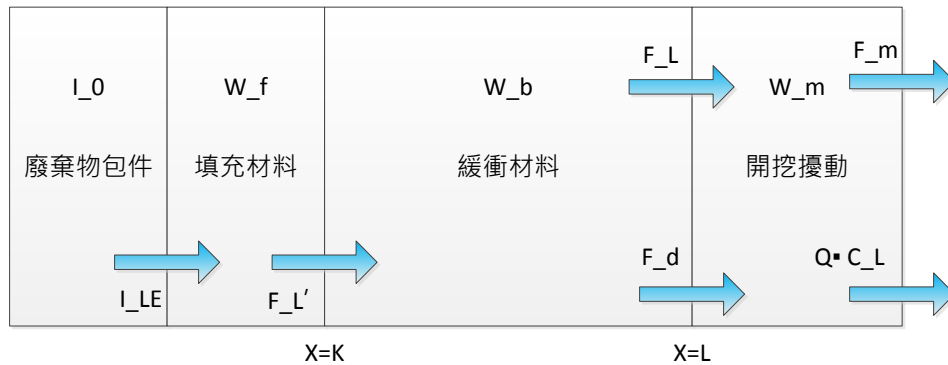 I_0
W_f
W_b
F_L
W_m
F_m
廢棄物包件
填充材料
緩衝材料
開挖擾動
I_LE
F_L′
F_d
Q▪ C_L
X=K
X=L